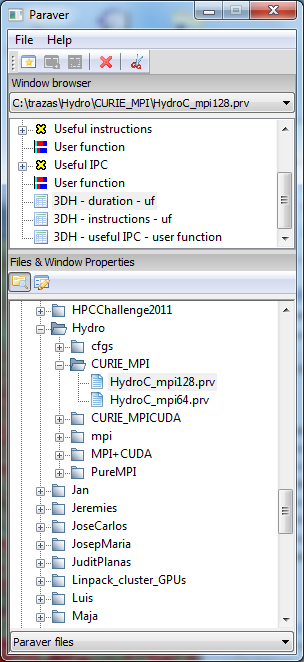 Paraver
File Help
Window browser
C:\trazas\Hydro\CURIE_MPI\HydroC_mpi128.prv
Useful instructions
User function
Useful IPC
User function
3DH - duration - uf
3DH - instructions - uf
3DH - useful IPC - user function
Files & Window Properties
HPCChallenge2011
Hydro
cfgs
CURIE_MPI
HydroC_mpi128.prv
HydroC_mpi64.prv
CURIE_MPICUDA
mpi
MPI+CUDA
PureMPI
Jan
Jeremies
JoseCarlos
JosepMaria
JuditPlanas
Linpack_cluster_GPUs
Luis
Maja
Paraver files